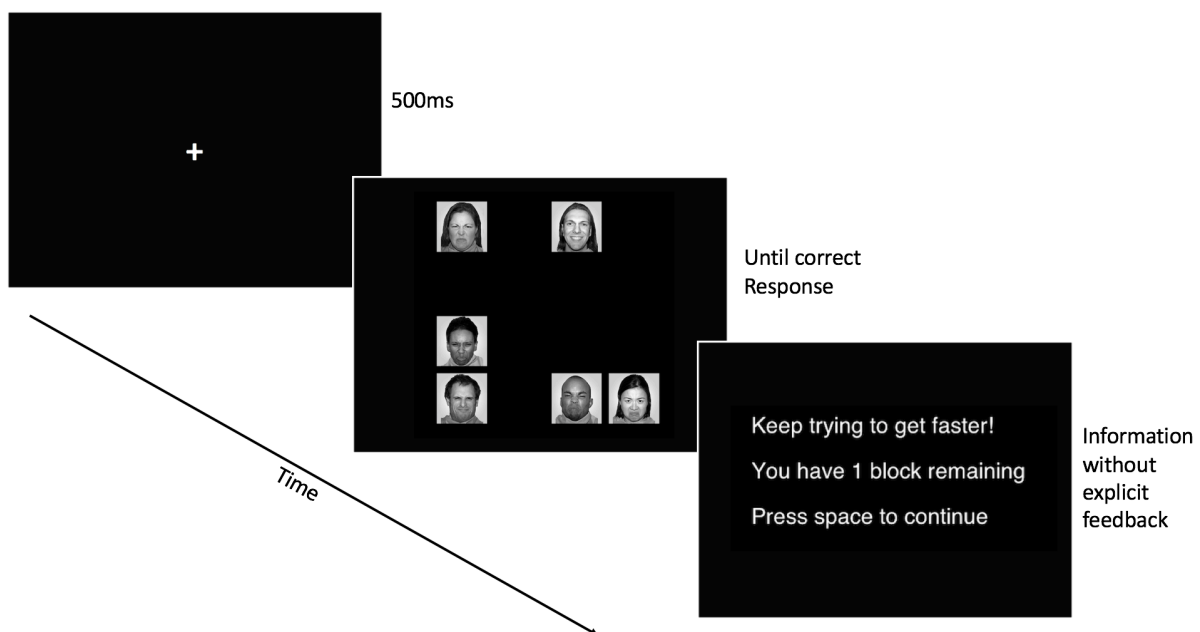 500ms
Until correct
Response
Keep trying to get faster!
You have 1 block remaining
Press space to continue
Information
without
explicit
feedback
Time